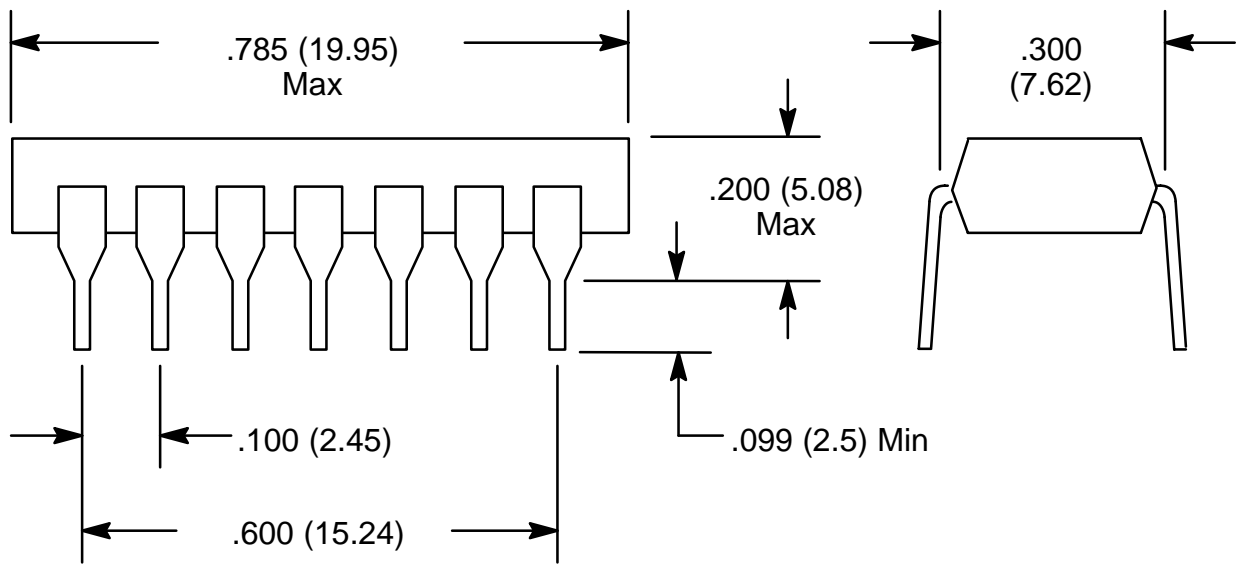 .785 (19.95)
Max
.300
(7.62)
.200 (5.08)
Max
.100 (2.45)
.099 (2.5) Min
.600 (15.24)